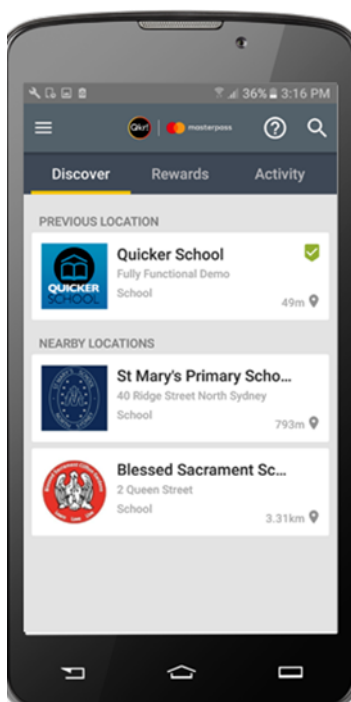 36% 3:16 PM
Qkr! masterpass
Discover Rewards Activity
PREVIOUS LOCATION
Quicker School
Fully Functional Demo
School
49m
QUICKER
SCHOOL
NEARBY LOCATIONS
St Mary's Primary Scho...
40 Ridge Street North Sydney
School
793m
Blessed Sacrament Sc...
2 Queen Street
School
3.31km